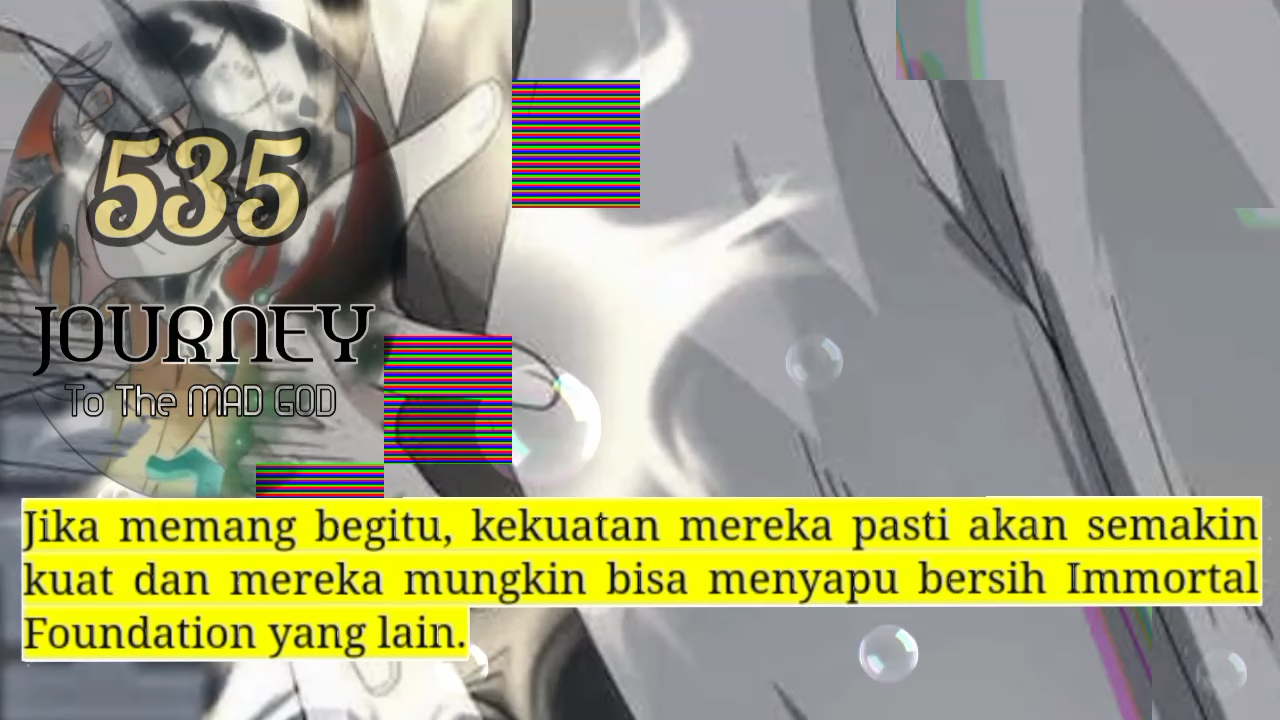 535
JOURNEY
To The MAD GOD
Jika memang begitu, kekuatan mereka pasti akan semakin
kuat dan mereka mungkin bisa menyapu bersih Immortal
Foundation yang lain.